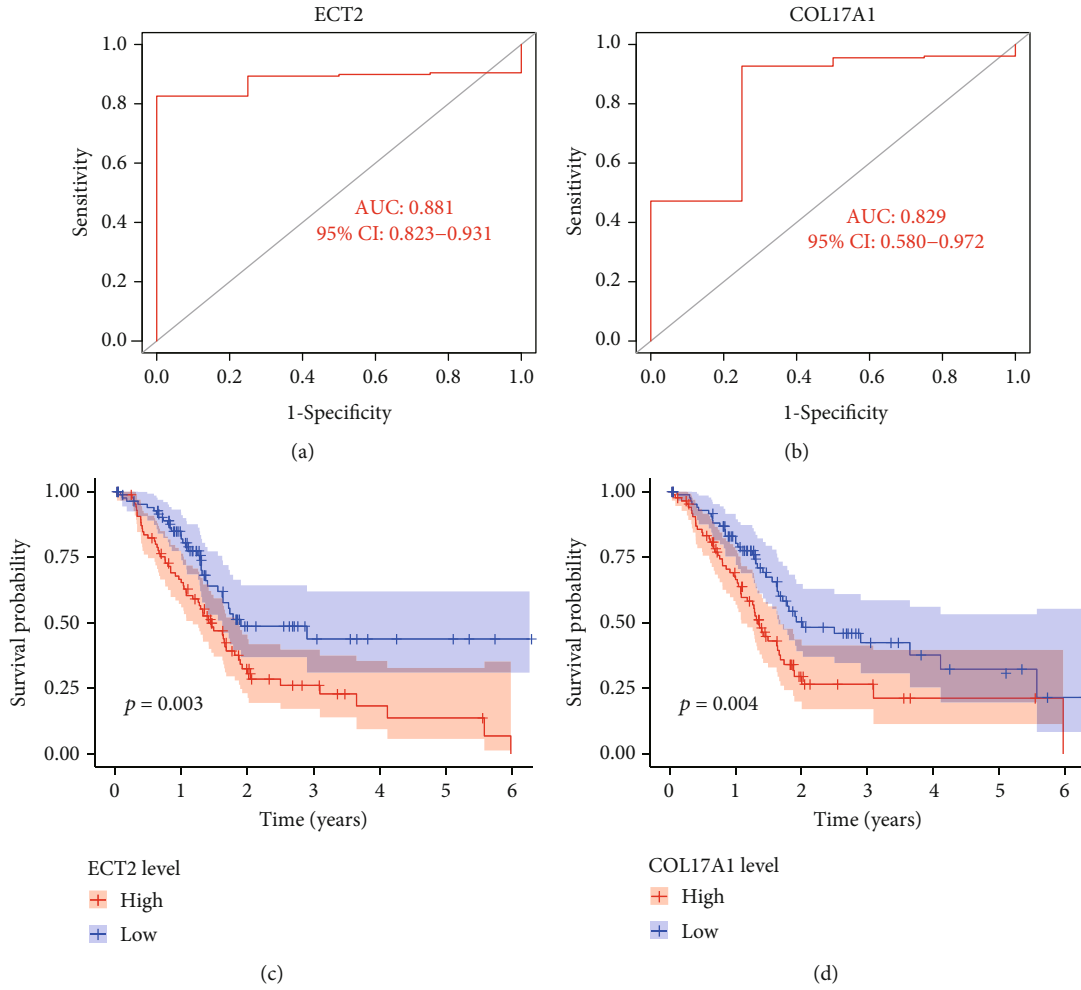 ECT2
Sensitivity
1.0
0.8
0.6
0.4
0.2
0.0
AUC: 0.881
95% CI: 0.823−0.931
0.0 0.2 0.4 0.6 0.8 1.0
1-Specificity
(a)
COL17A1
Sensitivity
1.0
0.8
0.6
0.4
0.2
0.0
AUC: 0.829
95% CI: 0.580−0.972
0.0 0.2 0.4 0.6 0.8 1.0
1-Specificity
(b)
Survival probability
1.00
0.75
0.50
0.25
0.00
p = 0.003
0 1 2 3 4 5 6
Time (years)
ECT2 level
High
Low
(c)
Survival probability
1.00
0.75
0.50
0.25
0.00
p = 0.004
0 1 2 3 4 5 6
Time (years)
COL17A1 level
High
Low
(d)